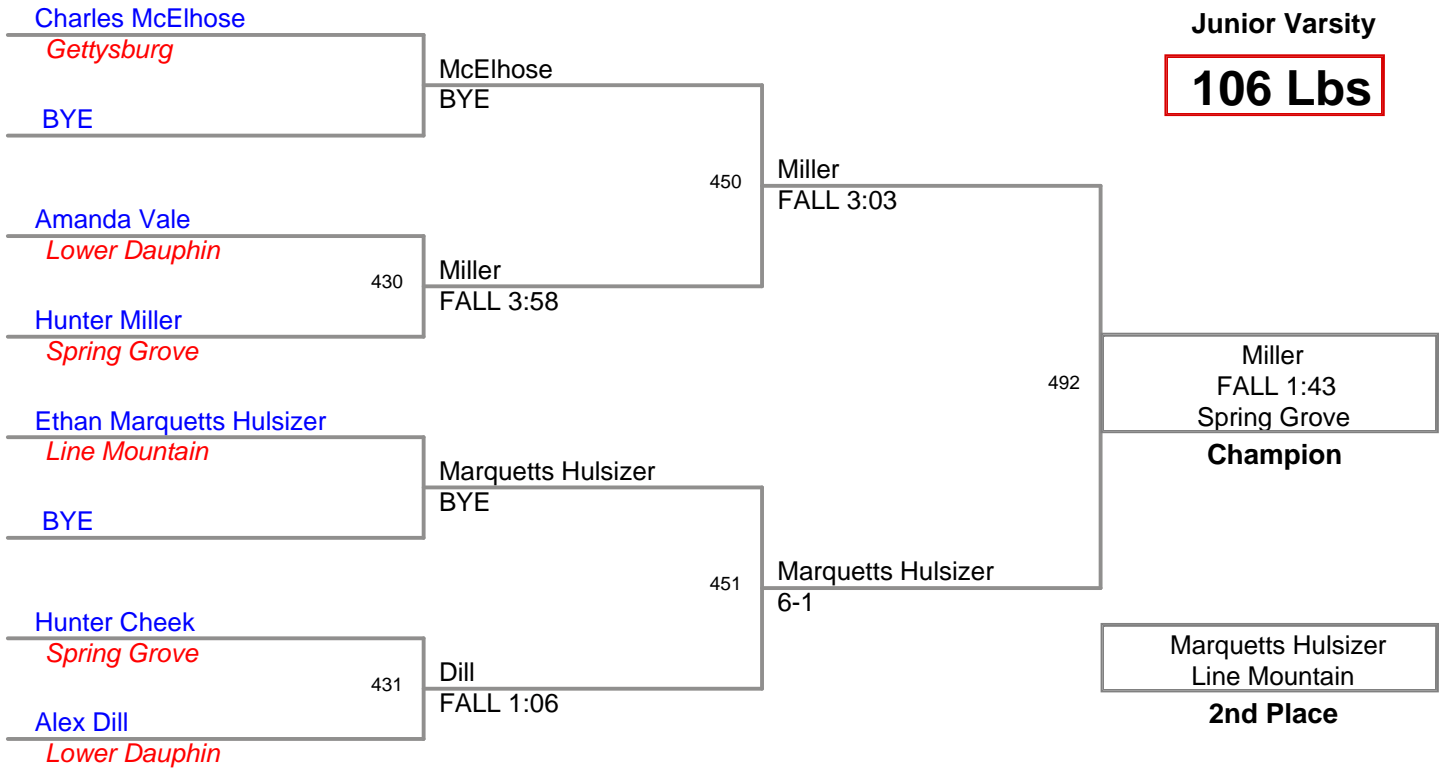 Junior Varsity
106 Lbs
Charles McElhose
Gettysburg
BYE
Amanda Vale
Lower Dauphin
Hunter Miller
Spring Grove
Ethan Marquetts Hulsizer
Line Mountain
BYE
Hunter Cheek
Spring Grove
Alex Dill
Lower Dauphin
McElhose
BYE
430
Miller
FALL 3:58
Marquetts Hulsizer
BYE
431
Dill
FALL 1:06
450
Miller
FALL 3:03
451
Marquetts Hulsizer
6-1
492
Miller
FALL 1:43
Spring Grove
Champion
Marquetts Hulsizer
Line Mountain
2nd Place